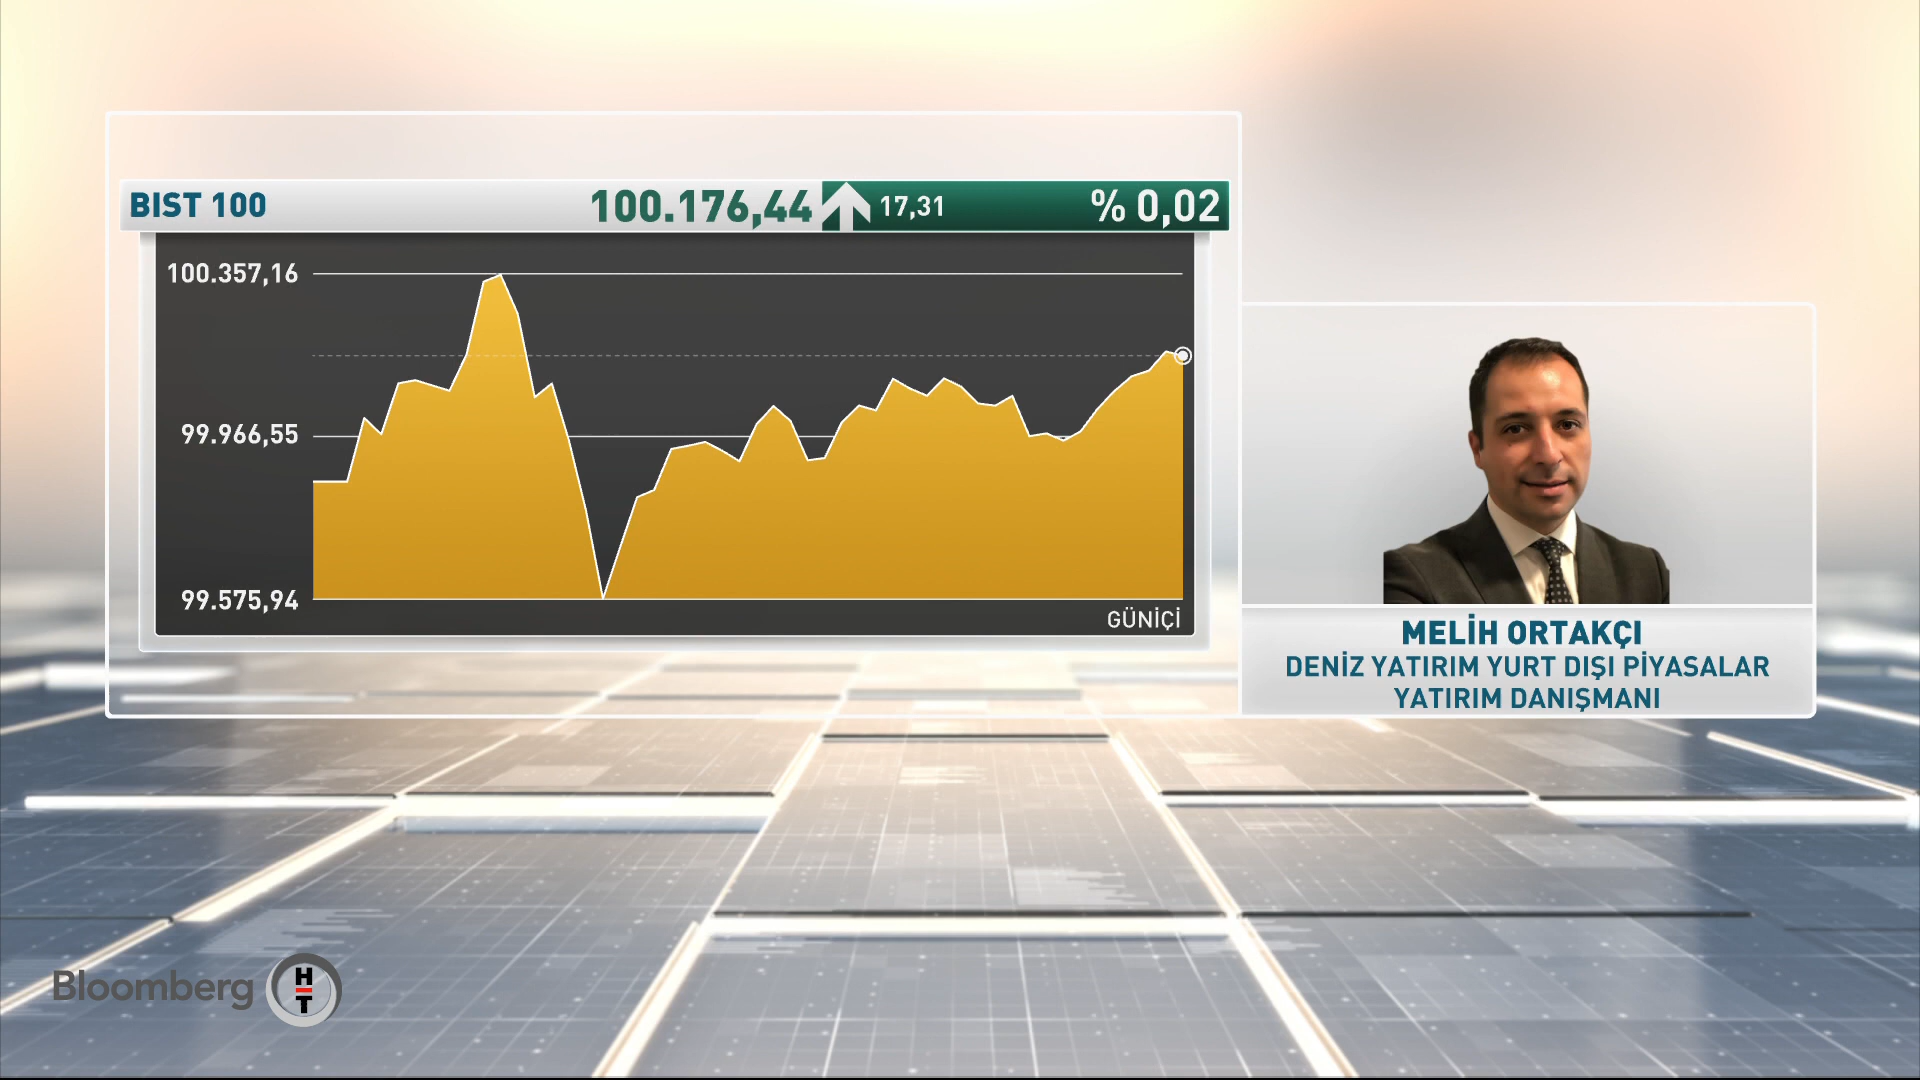 BIST 100 100.176,44 17,31 % 0,02
100.357,16
99.966,55
99.575,94
GÜNİÇİ
MELİH ORTAKÇI
DENİZ YATIRIM YURT DIŞI PİYASALAR
YATIRIM DANIŞMANI
Bloomberg HT